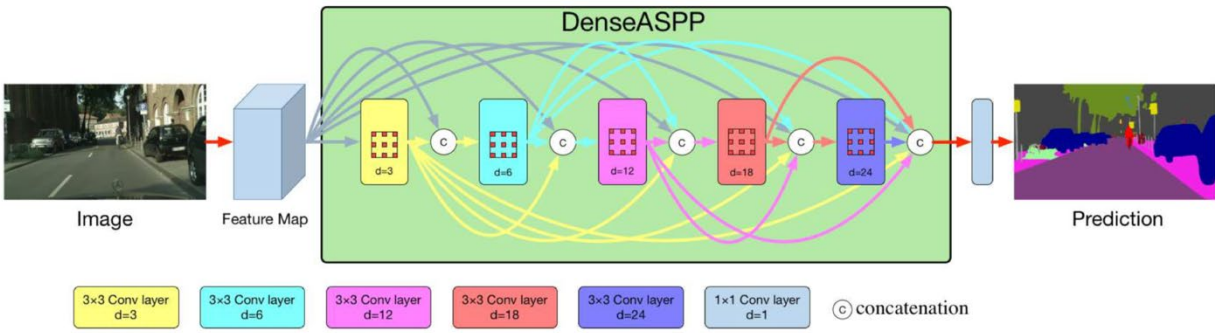 DenseASPP
c c c c c
d=3 d=6 d=12 d=18 d=24
Image
Feature Map
Prediction
3×3 Conv layer
d=3
3×3 Conv layer
d=6
3×3 Conv layer
d=12
3×3 Conv layer
d=18
3×3 Conv layer
d=24
1×1 Conv layer
d=1
c concatenation